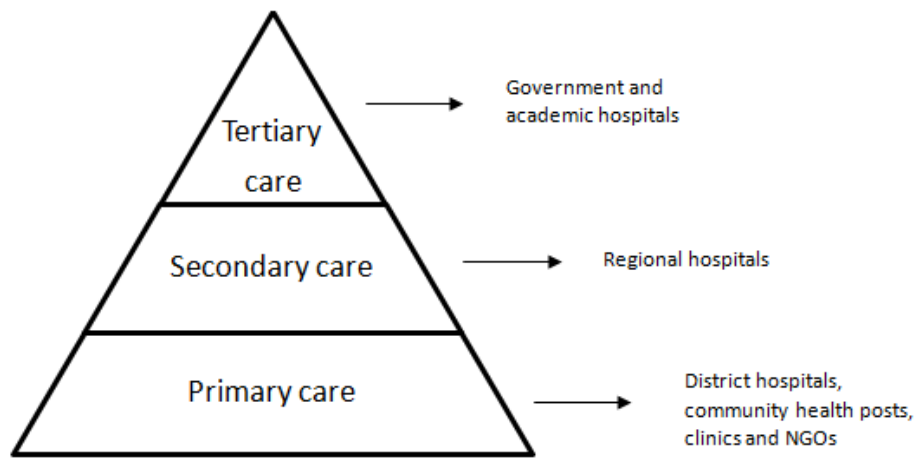 Tertiary
care
Government and
academic hospitals
Secondary care
Regional hospitals
Primary care
District hospitals,
community health posts,
clinics and NGOs